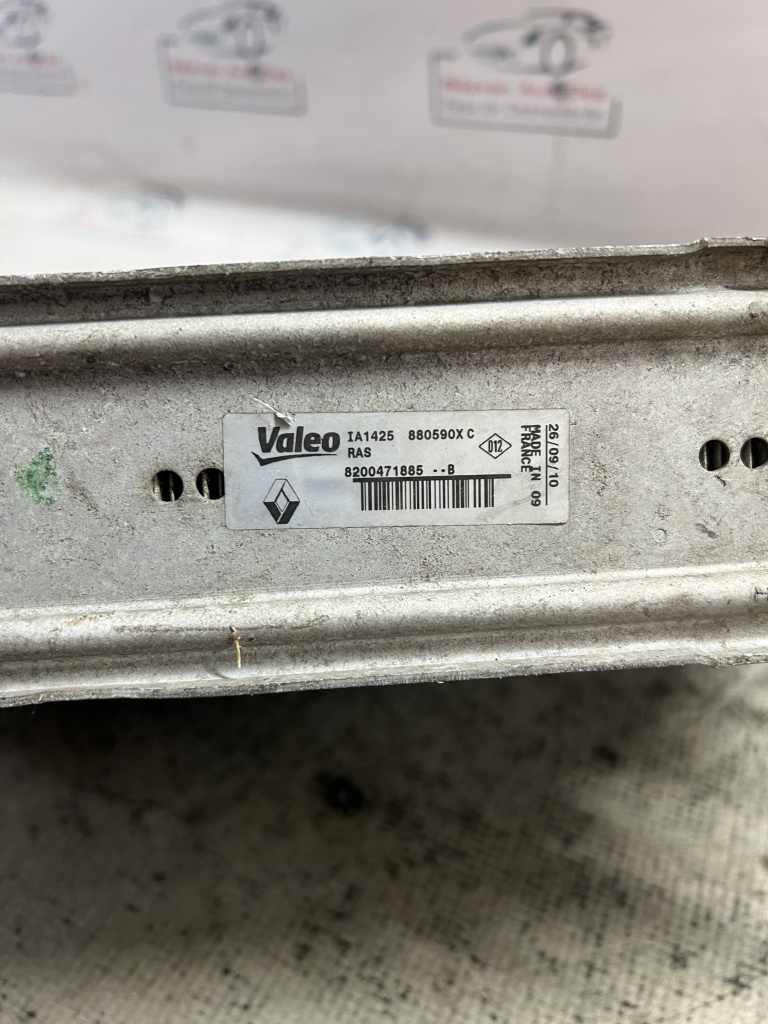 Valeo IA1425 880590X C
RAS
8200471885 --B
D12
26/09/10
MADE IN 09
FRANCE